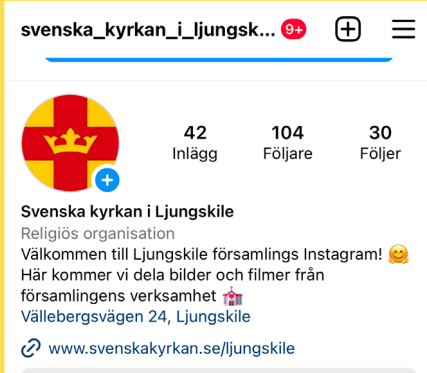 svenska_kyrkan_i_ljungsk... 9+
42 104 30
Inlägg Följare Följer
Svenska kyrkan i Ljungskile
Religiös organisation
Välkommen till Ljungskile församlings Instagram! 🤗
Här kommer vi dela bilder och filmer från
församlingens verksamhet 💒
Vällebergsvägen 24, Ljungskile
www.svenskakyrkan.se/ljungskile